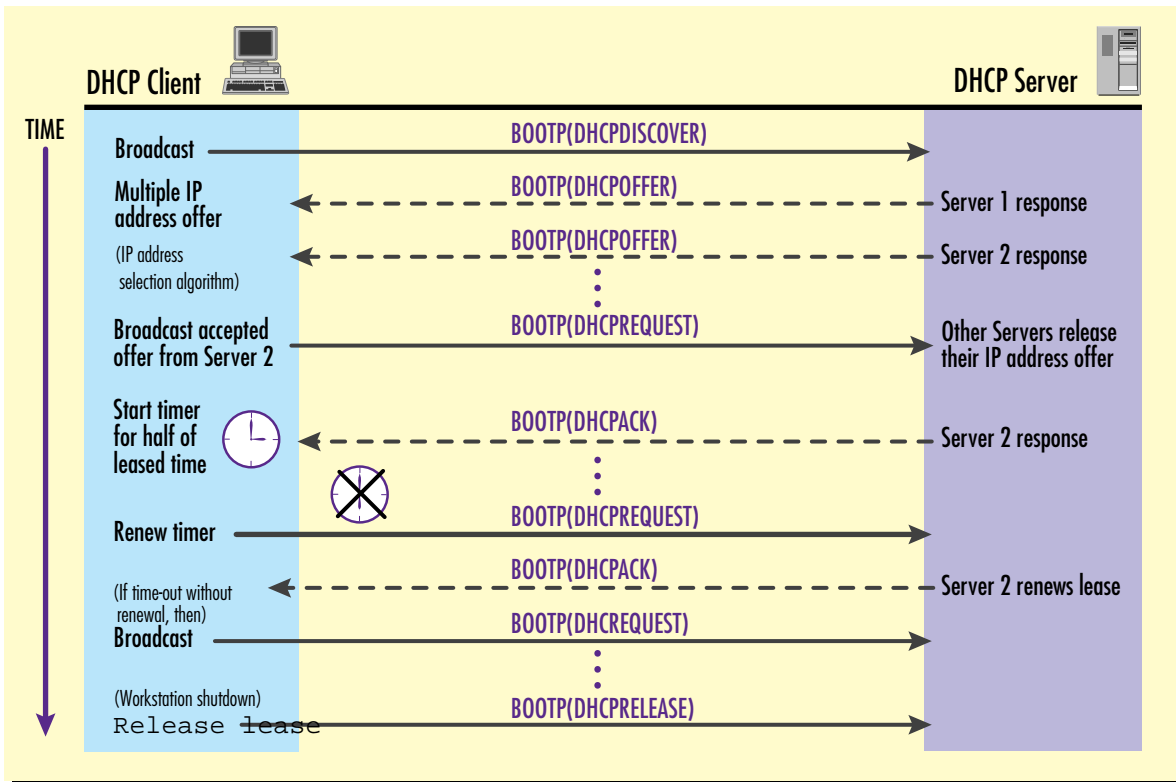 DHCP Client
DHCP Server
TIME
Broadcast
BOOTP(DHCPDISCOVER)
Multiple IP
address offer
BOOTP(DHCPOFFER)
Server 1 response
(IP address
selection algorithm)
BOOTP(DHCPOFFER)
Server 2 response
Broadcast accepted
offer from Server 2
BOOTP(DHCPREQUEST)
Other Servers release
their IP address offer
Start timer
for half of
leased time
BOOTP(DHCPACK)
Server 2 response
Renew timer
BOOTP(DHCPREQUEST)
(If time-out without
renewal, then)
BOOTP(DHCPACK)
Server 2 renews lease
Broadcast
BOOTP(DHCREQUEST)
(Workstation shutdown)
Release lease
BOOTP(DHCPRELEASE)